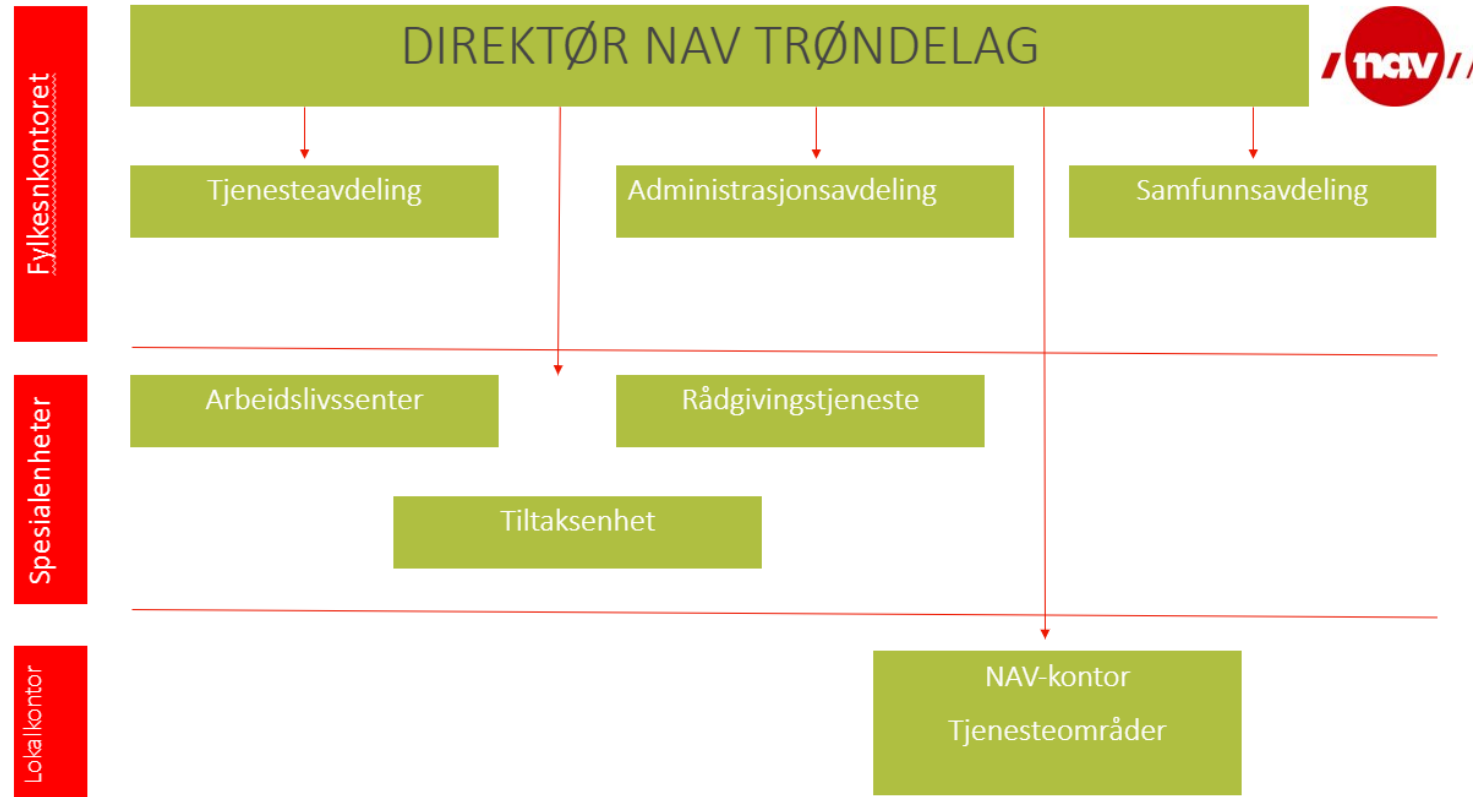 DIREKTØR NAV TRØNDELAG
nav
Fylkesnkontoret
Tjenesteavdeling
Administrasjonsavdeling
Samfunnsavdeling
Spesialenheter
Arbeidslivssenter
Rådgivingstjeneste
Tiltaksenhet
Lokalkontor
NAV-kontor
Tjenesteområder